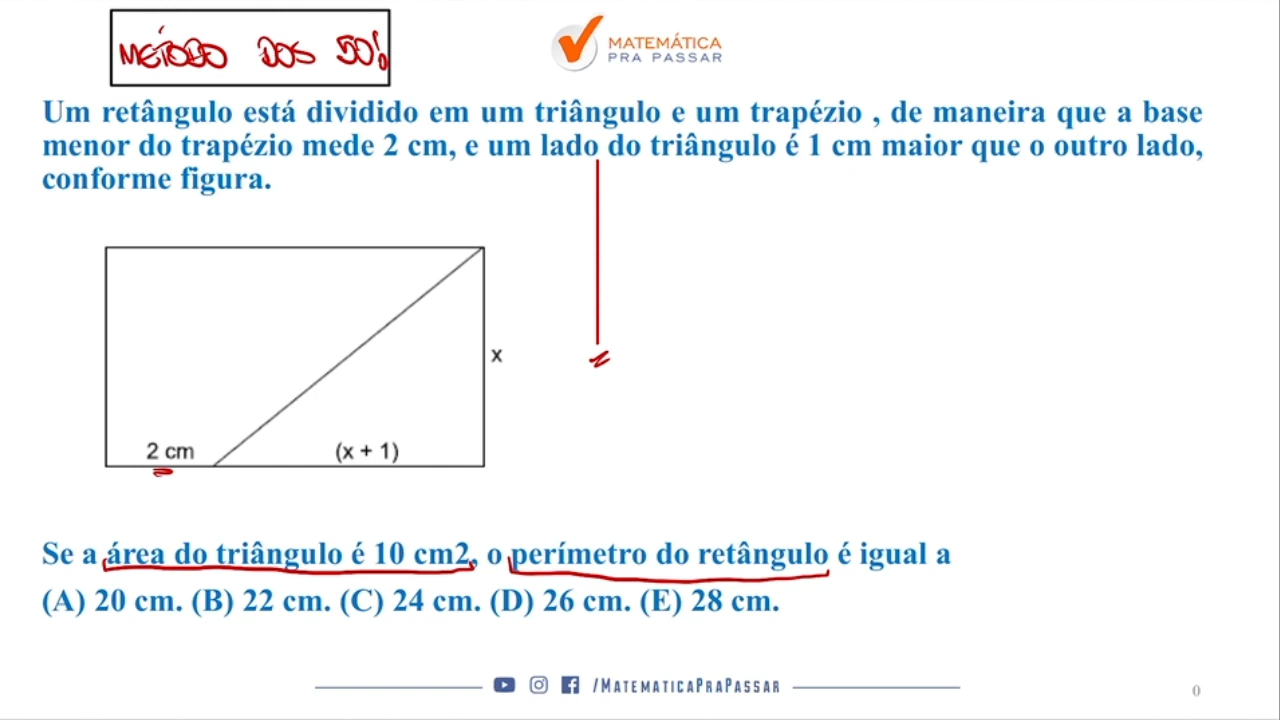 MÉTODO DOS 50!
MATEMÁTICA
PRA PASSAR
Um retângulo está dividido em um triângulo e um trapézio , de maneira que a base
menor do trapézio mede 2 cm, e um lado do triângulo é 1 cm maior que o outro lado,
conforme figura.
x
2 cm
(x + 1)
Se a área do triângulo é 10 cm2, o perímetro do retângulo é igual a
(A) 20 cm. (B) 22 cm. (C) 24 cm. (D) 26 cm. (E) 28 cm.
/MATEMATICAPRAPASSAR
0